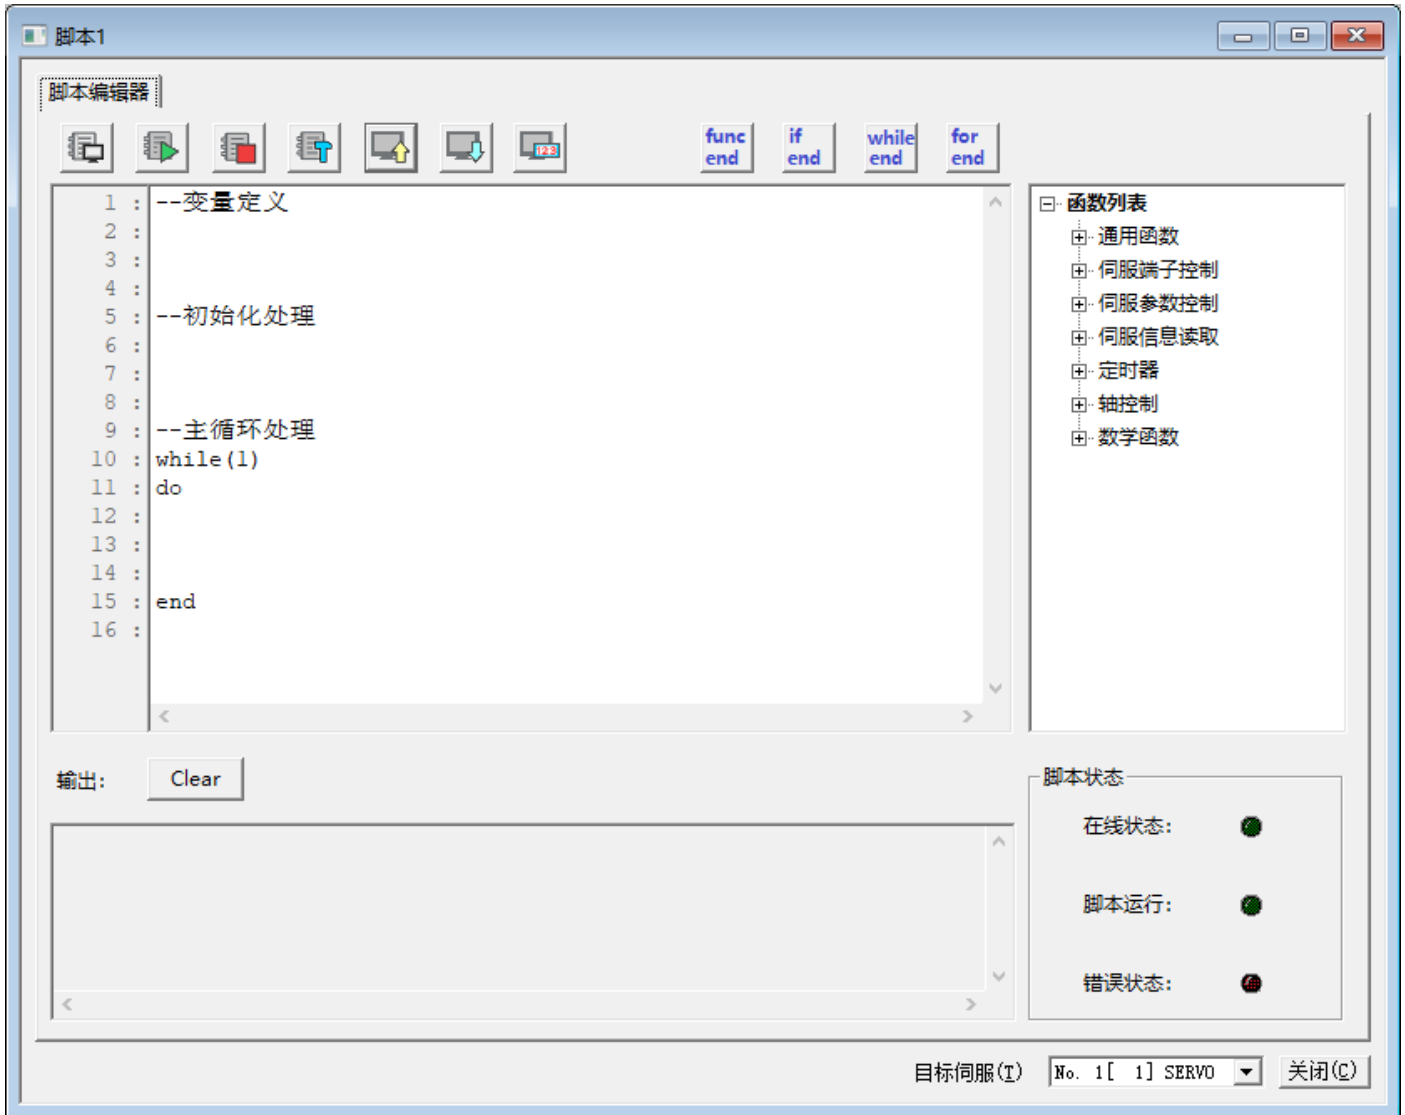 脚本1
脚本编辑器
func end
if end
while end
for end
1 : --变量定义
2 :
3 :
4 :
5 : --初始化处理
6 :
7 :
8 :
9 : --主循环处理
10 : while(1)
11 : do
12 :
13 :
14 :
15 : end
16 :
函数列表
通用函数
伺服端子控制
伺服参数控制
伺服信息读取
定时器
轴控制
数学函数
输出: Clear
脚本状态
在线状态:
脚本运行:
错误状态:
目标伺服(T) No. 1[ 1] SERVO 关闭(C)